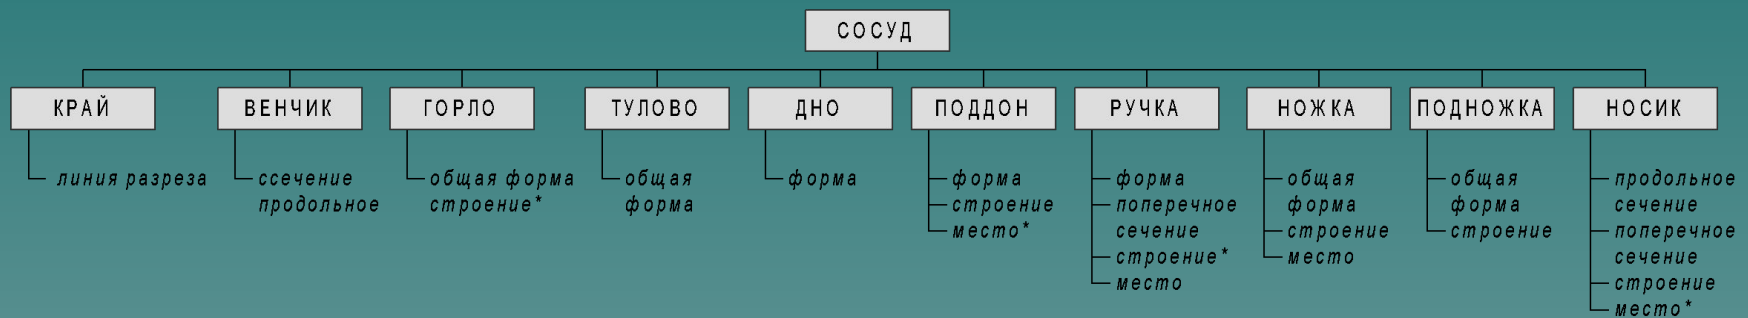 СОСУД
КРАЙ
линия разреза
ВЕНЧИК
ссечение
продольное
ГОРЛО
общая форма
строение*
ТУЛОВО
общая
форма
ДНО
форма
ПОДДОН
форма
строение
место*
РУЧКА
форма
поперечное
сечение
строение*
место
НОЖКА
общая
форма
строение
место
ПОДНОЖКА
общая
форма
строение
НОСИК
продольное
сечение
поперечное
сечение
строение
место*